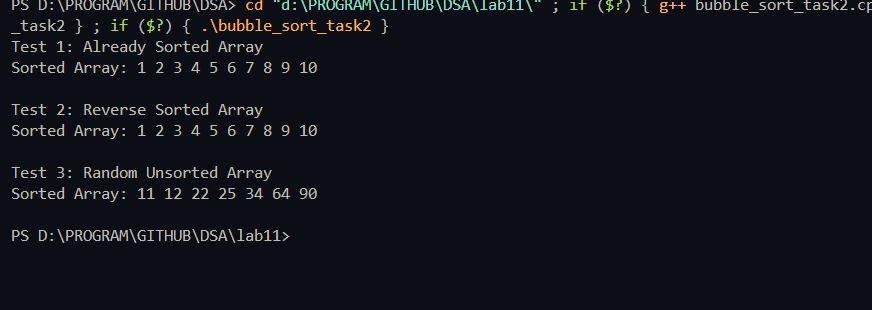 PS D:\PROGRAM\GITHUB\DSA> cd "d:\PROGRAM\GITHUB\DSA\lab11\" ; if ($?) { g++ bubble_sort_task2.cp
_task2 } ; if ($?) { .\bubble_sort_task2 }
Test 1: Already Sorted Array
Sorted Array: 1 2 3 4 5 6 7 8 9 10
Test 2: Reverse Sorted Array
Sorted Array: 1 2 3 4 5 6 7 8 9 10
Test 3: Random Unsorted Array
Sorted Array: 11 12 22 25 34 64 90
PS D:\PROGRAM\GITHUB\DSA\lab11>